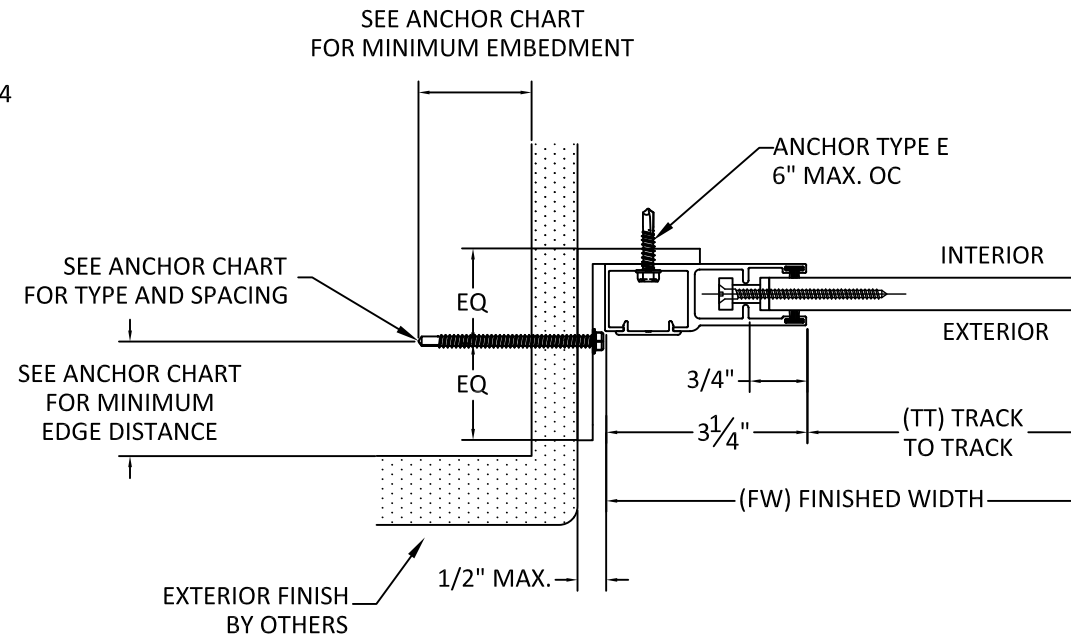 SEE ANCHOR CHART
FOR MINIMUM EMBEDMENT
4
ANCHOR TYPE E
6" MAX. OC
INTERIOR
SEE ANCHOR CHART
FOR TYPE AND SPACING
EQ
EXTERIOR
SEE ANCHOR CHART
FOR MINIMUM
EDGE DISTANCE
EQ
3/4"
3 1/4"
(TT) TRACK
TO TRACK
(FW) FINISHED WIDTH
1/2" MAX.
EXTERIOR FINISH
BY OTHERS